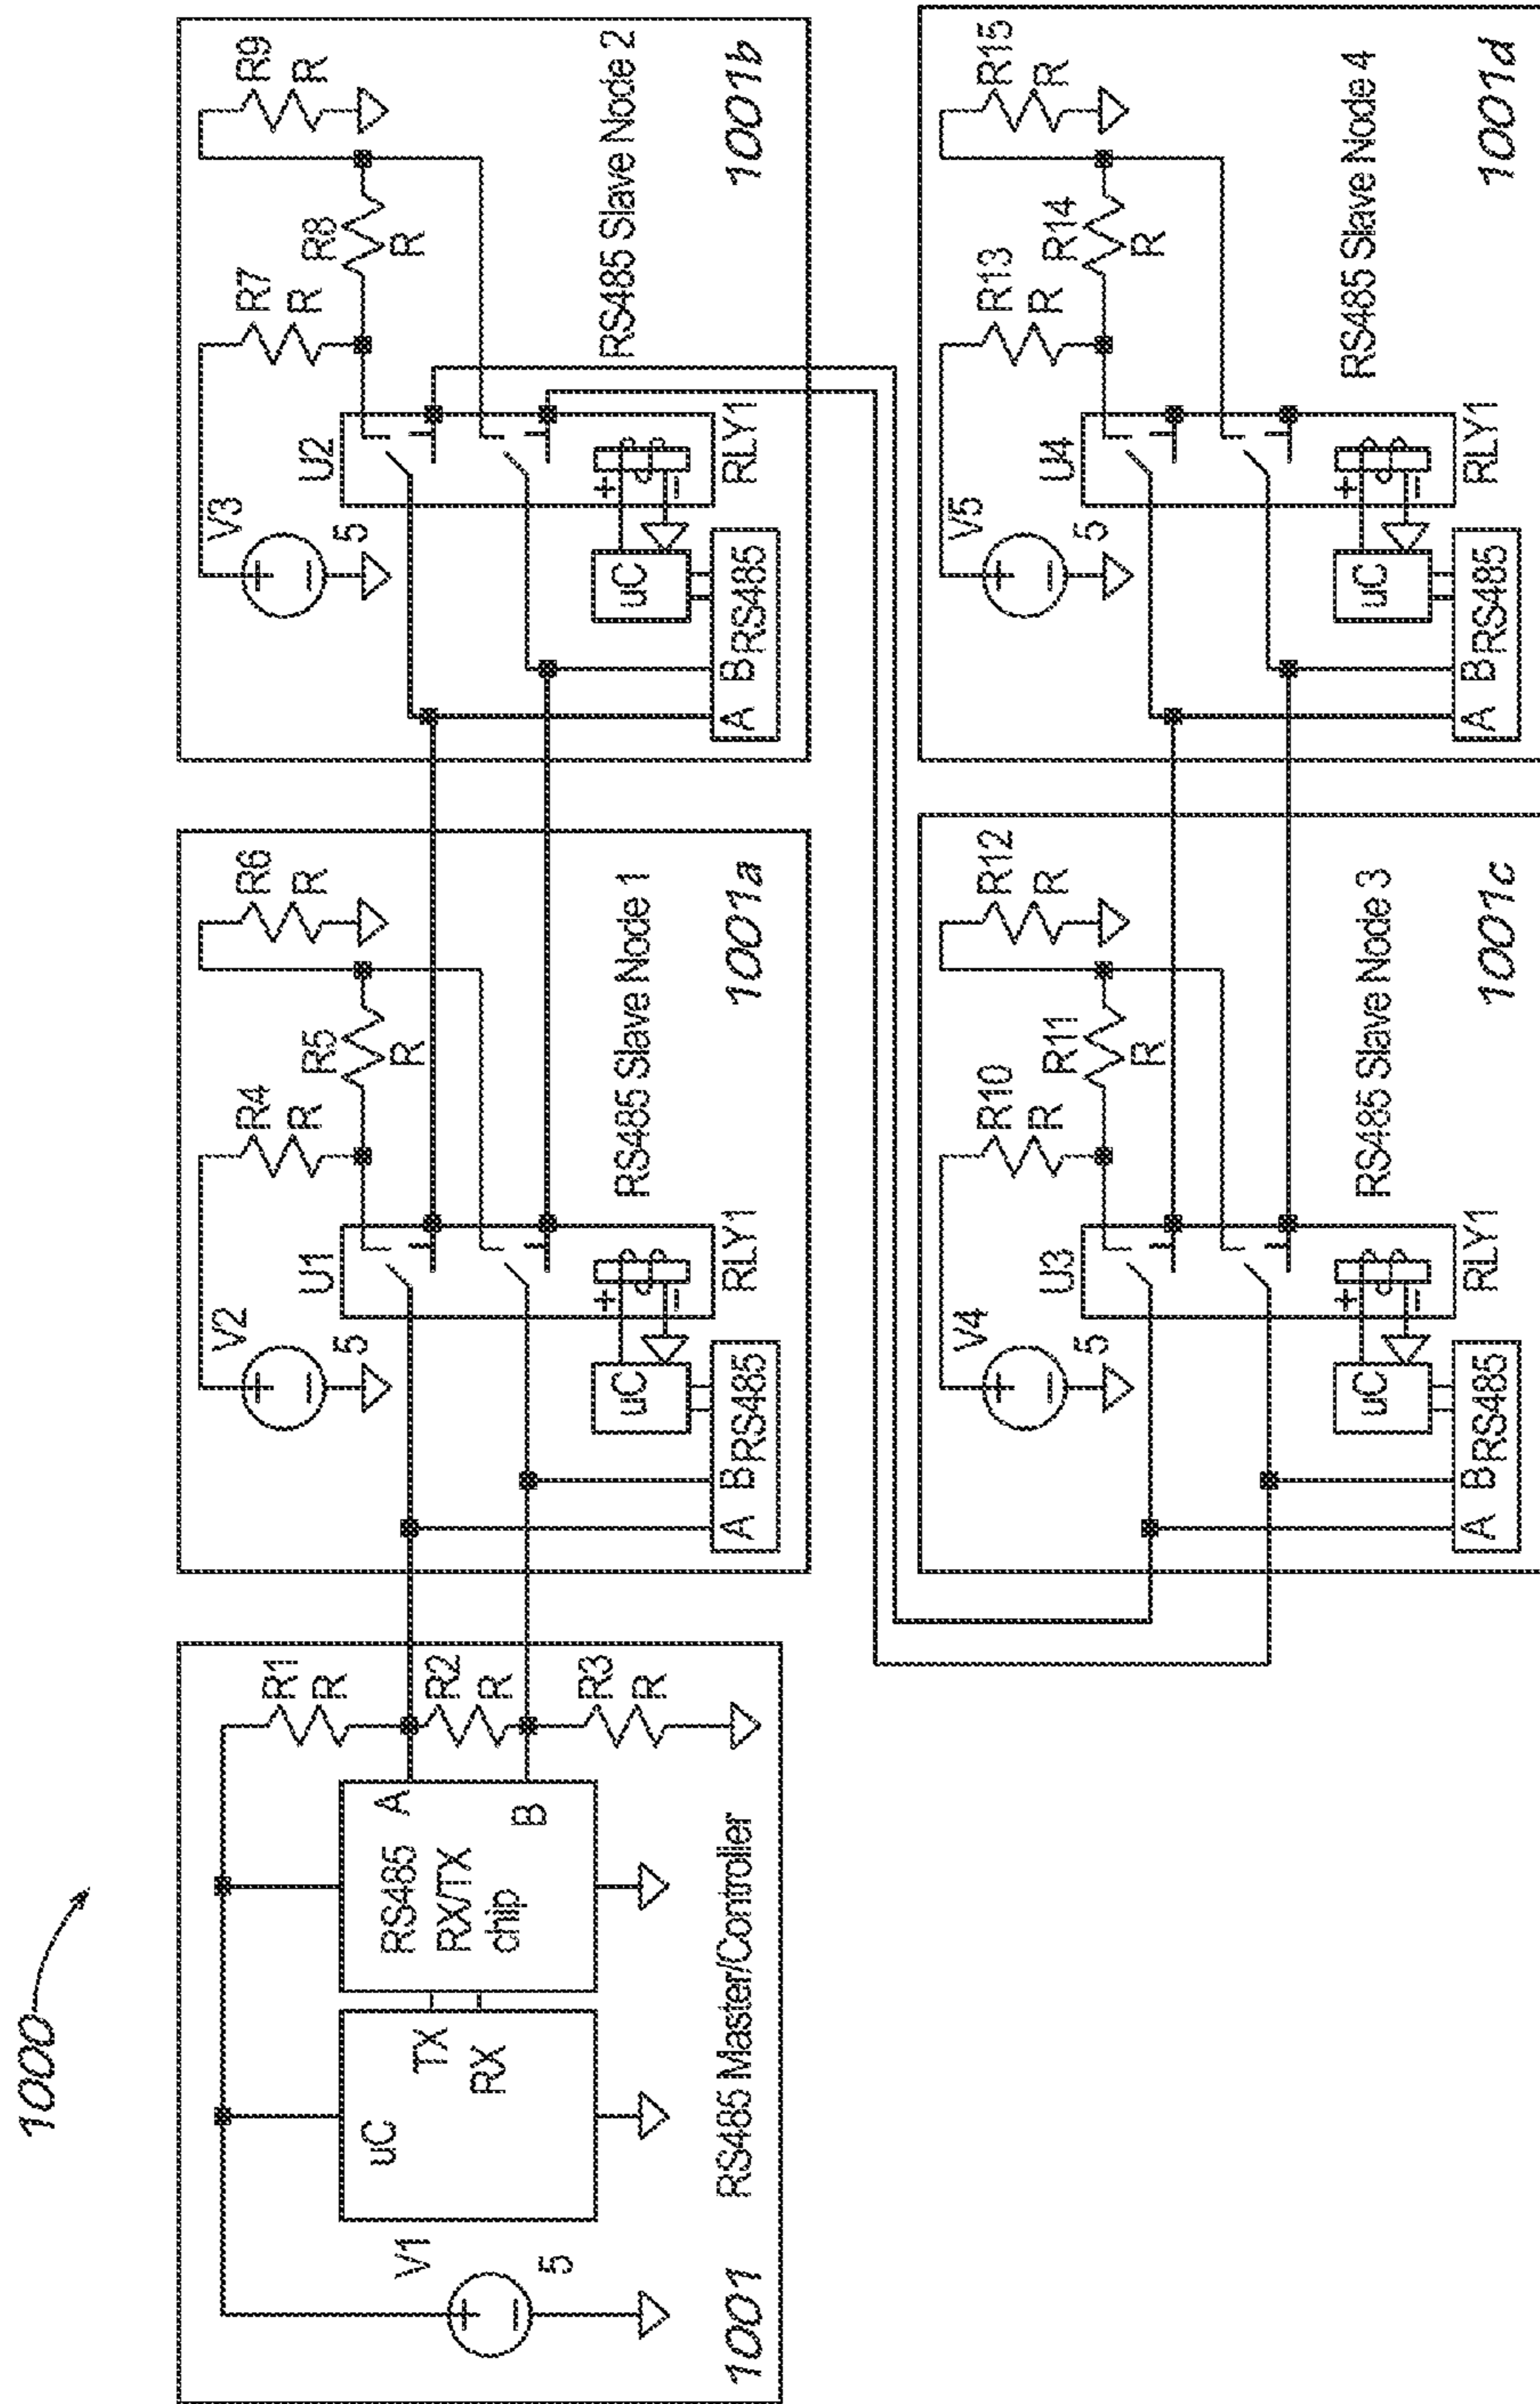 1000
V1
5
uC
TX
RX
RS485
RX/TX
chip
A
B
R1
R
R2
R
R3
R
RS485 Master/Controller
1001
V2
5
R4
R
R5
R
R6
R
U1
+
−
uC
A B RS485
RLY1
RS485 Slave Node 1
1001a
V3
5
R7
R
R8
R
R9
R
U2
+
−
uC
A B RS485
RLY1
RS485 Slave Node 2
1001b
V4
5
R10
R
R11
R
R12
R
U3
+
−
uC
A B RS485
RLY1
RS485 Slave Node 3
1001c
V5
5
R13
R
R14
R
R15
R
U4
+
−
uC
A B RS485
RLY1
RS485 Slave Node 4
1001d